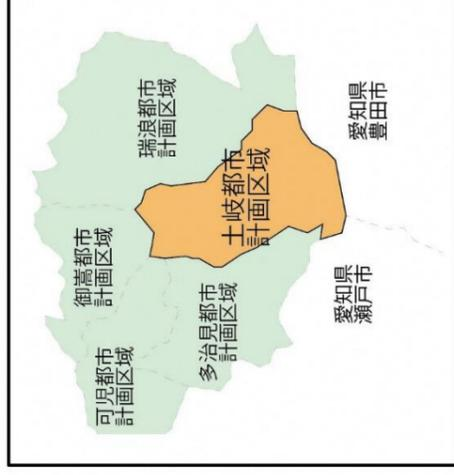 可児都市
計画区域
御嵩都市
計画区域
瑞浪都市
計画区域
多治見都市
計画区域
土岐都市
計画区域
愛知県
瀬戸市
愛知県
豊田市